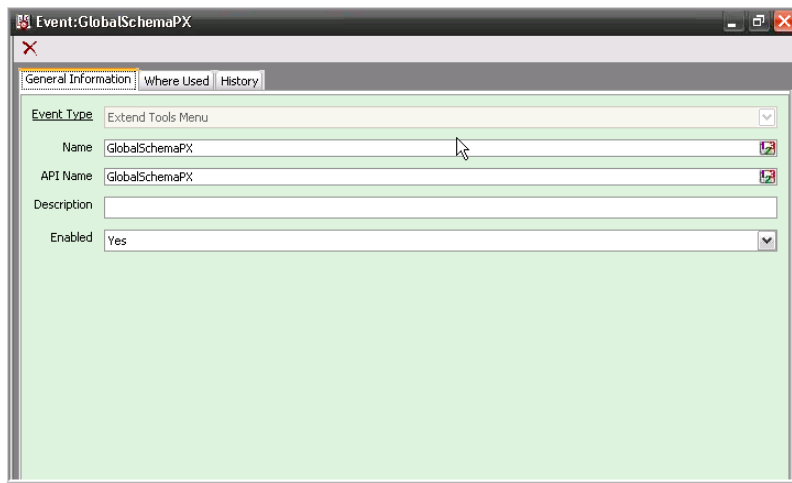 Event:GlobalSchemaPX
General Information Where Used History
Event Type Extend Tools Menu
Name GlobalSchemaPX
API Name GlobalSchemaPX
Description
Enabled Yes